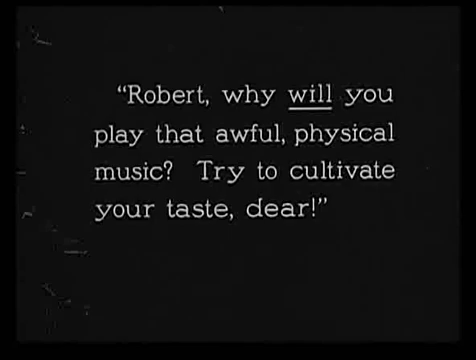 “Robert, why will you
play that awful, physical
music? Try to cultivate
your taste, dear!”